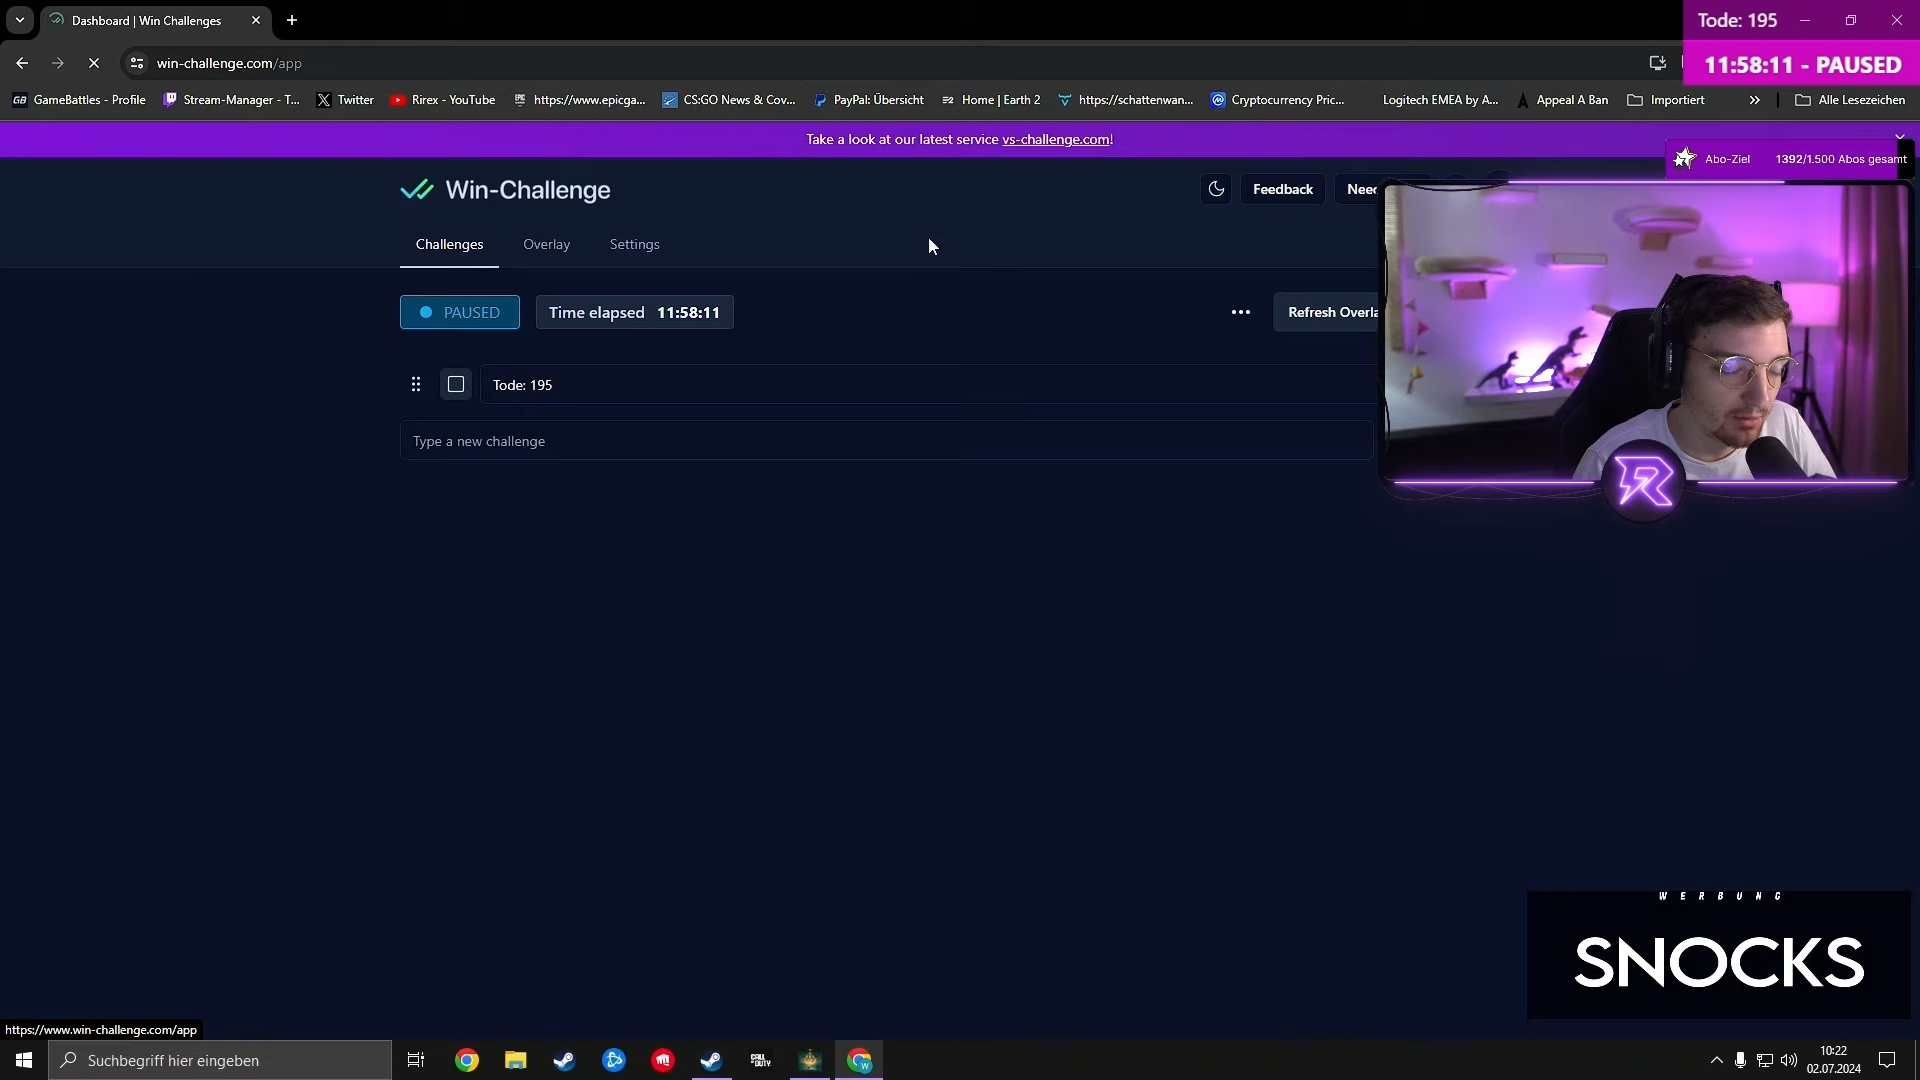 Dashboard | Win Challenges
Tode: 195
win-challenge.com/app
11:58:11 - PAUSED
GameBattles - Profile
Stream-Manager - T...
Twitter
Rirex - YouTube
https://www.epicga...
CS:GO News & Cov...
PayPal: Übersicht
Home | Earth 2
https://schattenwan...
Cryptocurrency Pric...
Logitech EMEA by A...
Appeal A Ban
Importiert
Alle Lesezeichen
Take a look at our latest service vs-challenge.com!
Abo-Ziel 1392/1.500 Abos gesamt
Win-Challenge
Feedback
Challenges
Overlay
Settings
PAUSED
Time elapsed 11:58:11
Tode: 195
Type a new challenge
WERBUNG
SNOCKS
https://www.win-challenge.com/app
Suchbegriff hier eingeben
10:22
02.07.2024